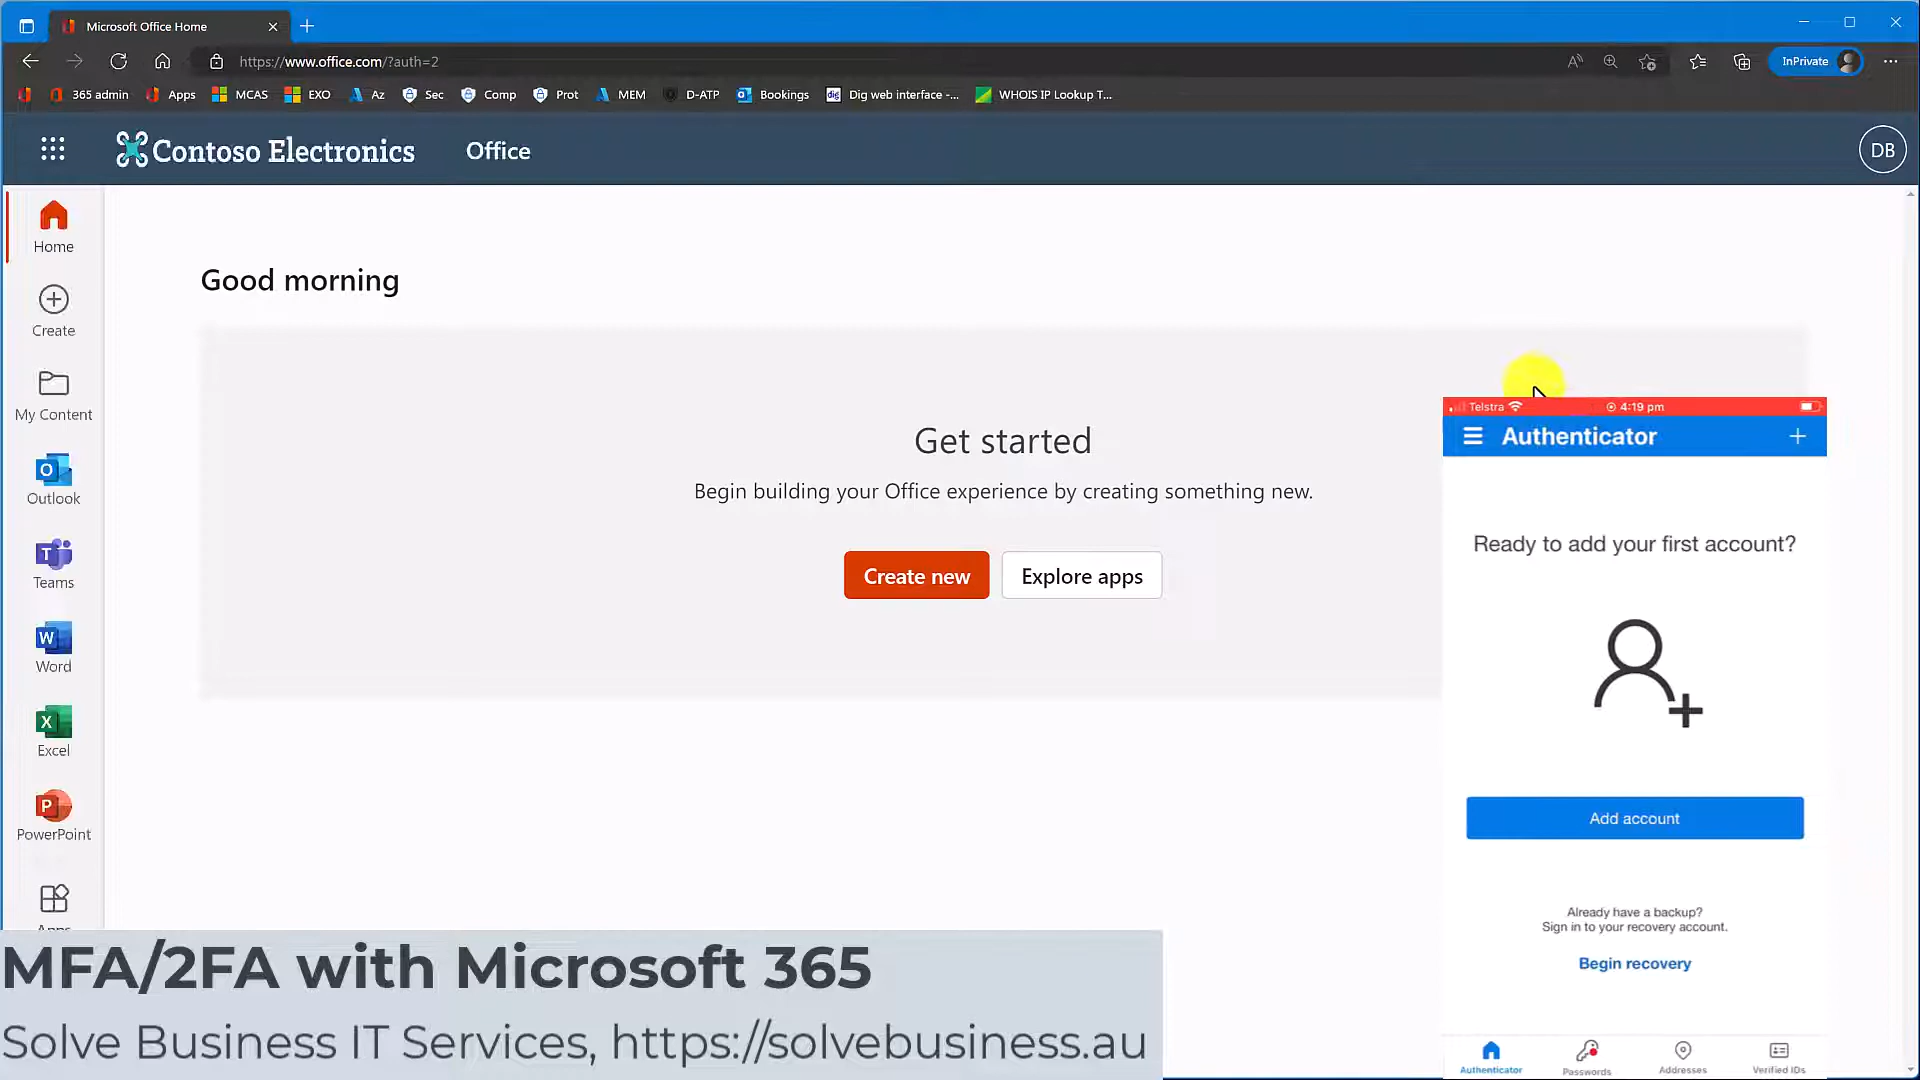 Microsoft Office Home
https://www.office.com/?auth=2
InPrivate
365 admin Apps MCAS EXO Az Sec Comp Prot MEM D-ATP Bookings Dig web interface -... WHOIS IP Lookup T...
Contoso Electronics Office DB
Home
Create
My Content
Outlook
Teams
Word
Excel
PowerPoint
Apps
Good morning
Get started
Begin building your Office experience by creating something new.
Create new Explore apps
Telstra 4:19 pm
Authenticator
Ready to add your first account?
Add account
Already have a backup?
Sign in to your recovery account.
Begin recovery
Authenticator Passwords Addresses Verified IDs
MFA/2FA with Microsoft 365
Solve Business IT Services, https://solvebusiness.au